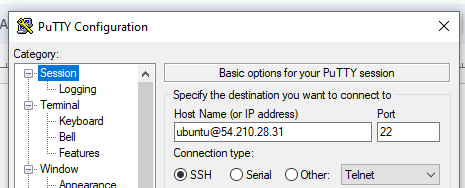 PuTTY Configuration
Category:
Session
Logging
Terminal
Keyboard
Bell
Features
Window
Appearance
Basic options for your PuTTY session
Specify the destination you want to connect to
Host Name (or IP address) Port
ubuntu@54.210.28.31 22
Connection type:
SSH Serial Other: Telnet